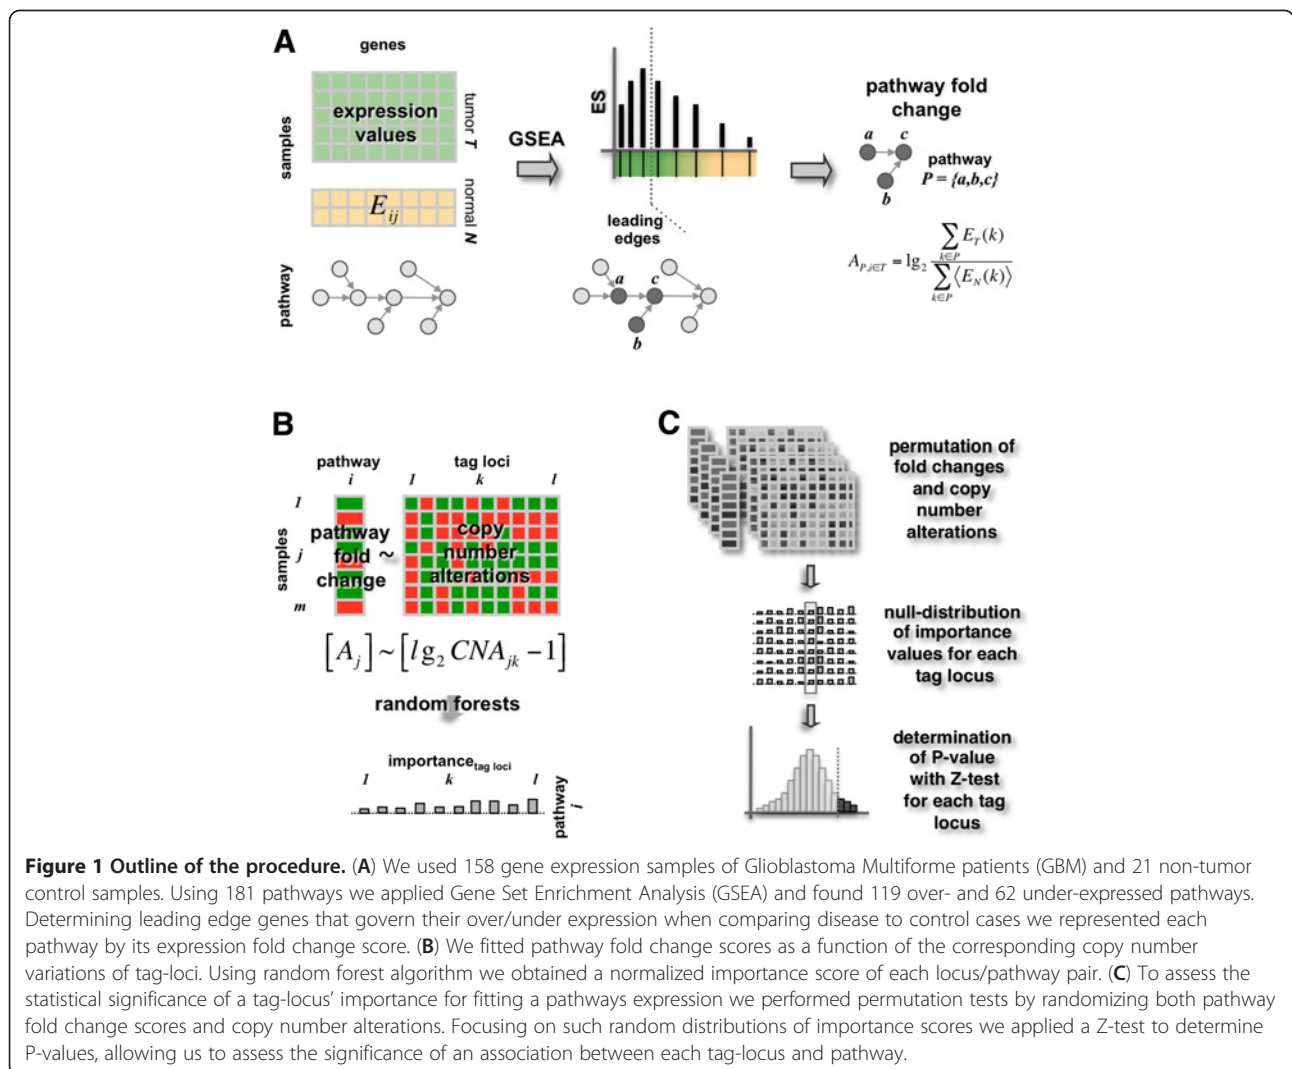 A
genes
samples
expression
values
tumor T
E_ij
normal N
pathway
GSEA
ES
leading
edges
a
c
b
pathway fold
change
a
c
b
pathway
P = {a,b,c}
A_{P,j∈T} = lg_2 ∑_{k∈P} E_T(k) / ∑_{k∈P} ⟨E_N(k)⟩
B
pathway
i
tag loci
1 k l
samples
1
j
m
pathway
fold
change
~
copy
number
alterations
[A_j] ~ [lg_2 CNA_jk − 1]
random forests
importance_tag loci
1 k l
pathway
i
C
permutation of
fold changes
and copy
number
alterations
null-distribution
of importance
values for each
tag locus
determination
of P-value
with Z-test
for each tag
locus
Figure 1 Outline of the procedure. (A) We used 158 gene expression samples of Glioblastoma Multiforme patients (GBM) and 21 non-tumor
control samples. Using 181 pathways we applied Gene Set Enrichment Analysis (GSEA) and found 119 over- and 62 under-expressed pathways.
Determining leading edge genes that govern their over/under expression when comparing disease to control cases we represented each
pathway by its expression fold change score. (B) We fitted pathway fold change scores as a function of the corresponding copy number
variations of tag-loci. Using random forest algorithm we obtained a normalized importance score of each locus/pathway pair. (C) To assess the
statistical significance of a tag-locus' importance for fitting a pathways expression we performed permutation tests by randomizing both pathway
fold change scores and copy number alterations. Focusing on such random distributions of importance scores we applied a Z-test to determine
P-values, allowing us to assess the significance of an association between each tag-locus and pathway.